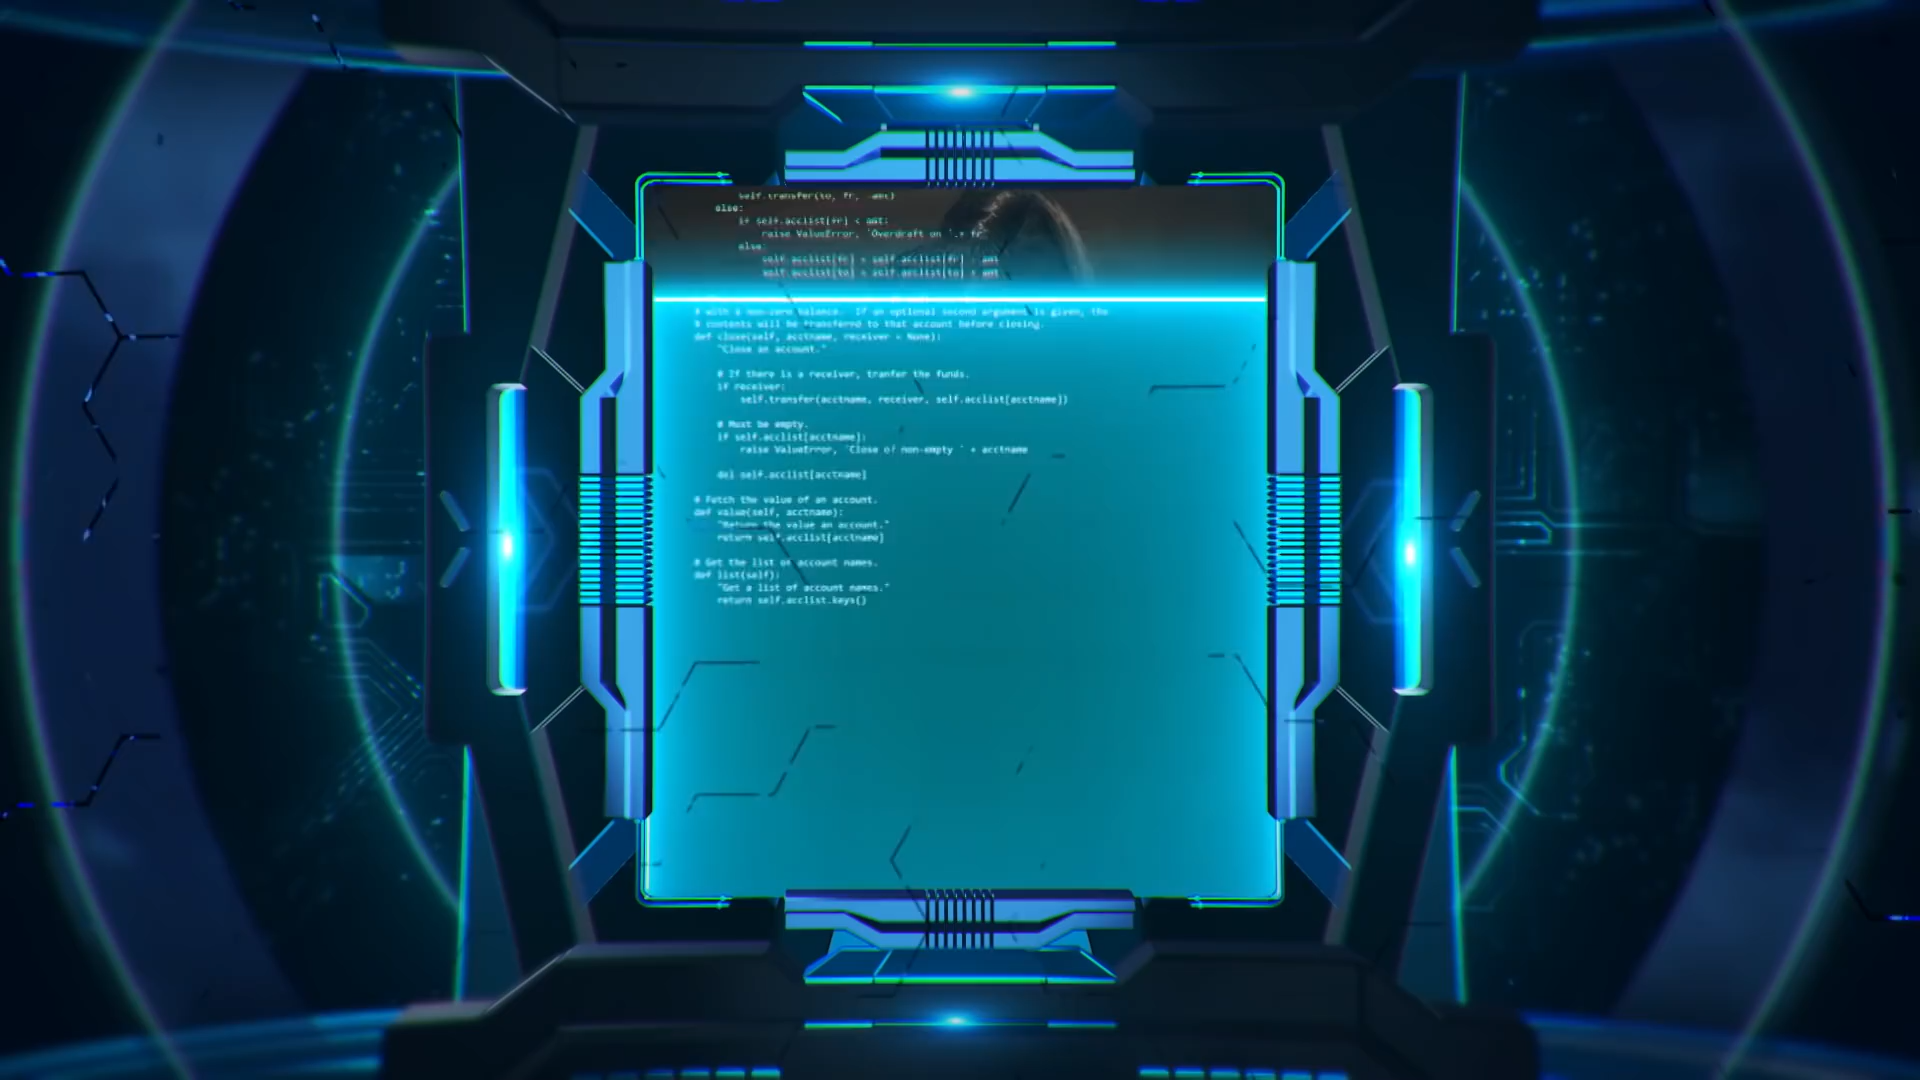 self.transfer(to, fr, -amt)
else:
if self.acclist[fr] < amt:
raise ValueError, 'Overdraft on ' + fr
else:
self.acclist[fr] = self.acclist[fr] - amt
self.acclist[to] = self.acclist[to] + amt
# with a non-zero balance. If an optional second argument is given, the
# contents will be transferred to that account before closing.
def close(self, acctname, receiver = None):
"Close an account."
# If there is a receiver, tranfer the funds.
if receiver:
self.transfer(acctname, receiver, self.acclist[acctname])
# Must be empty.
if self.acclist[acctname]:
raise ValueError, 'Close of non-empty ' + acctname
del self.acclist[acctname]
# Fetch the value of an account.
def value(self, acctname):
"Return the value an account."
return self.acclist[acctname]
# Get the list of account names.
def list(self):
"Get a list of account names."
return self.acclist.keys()